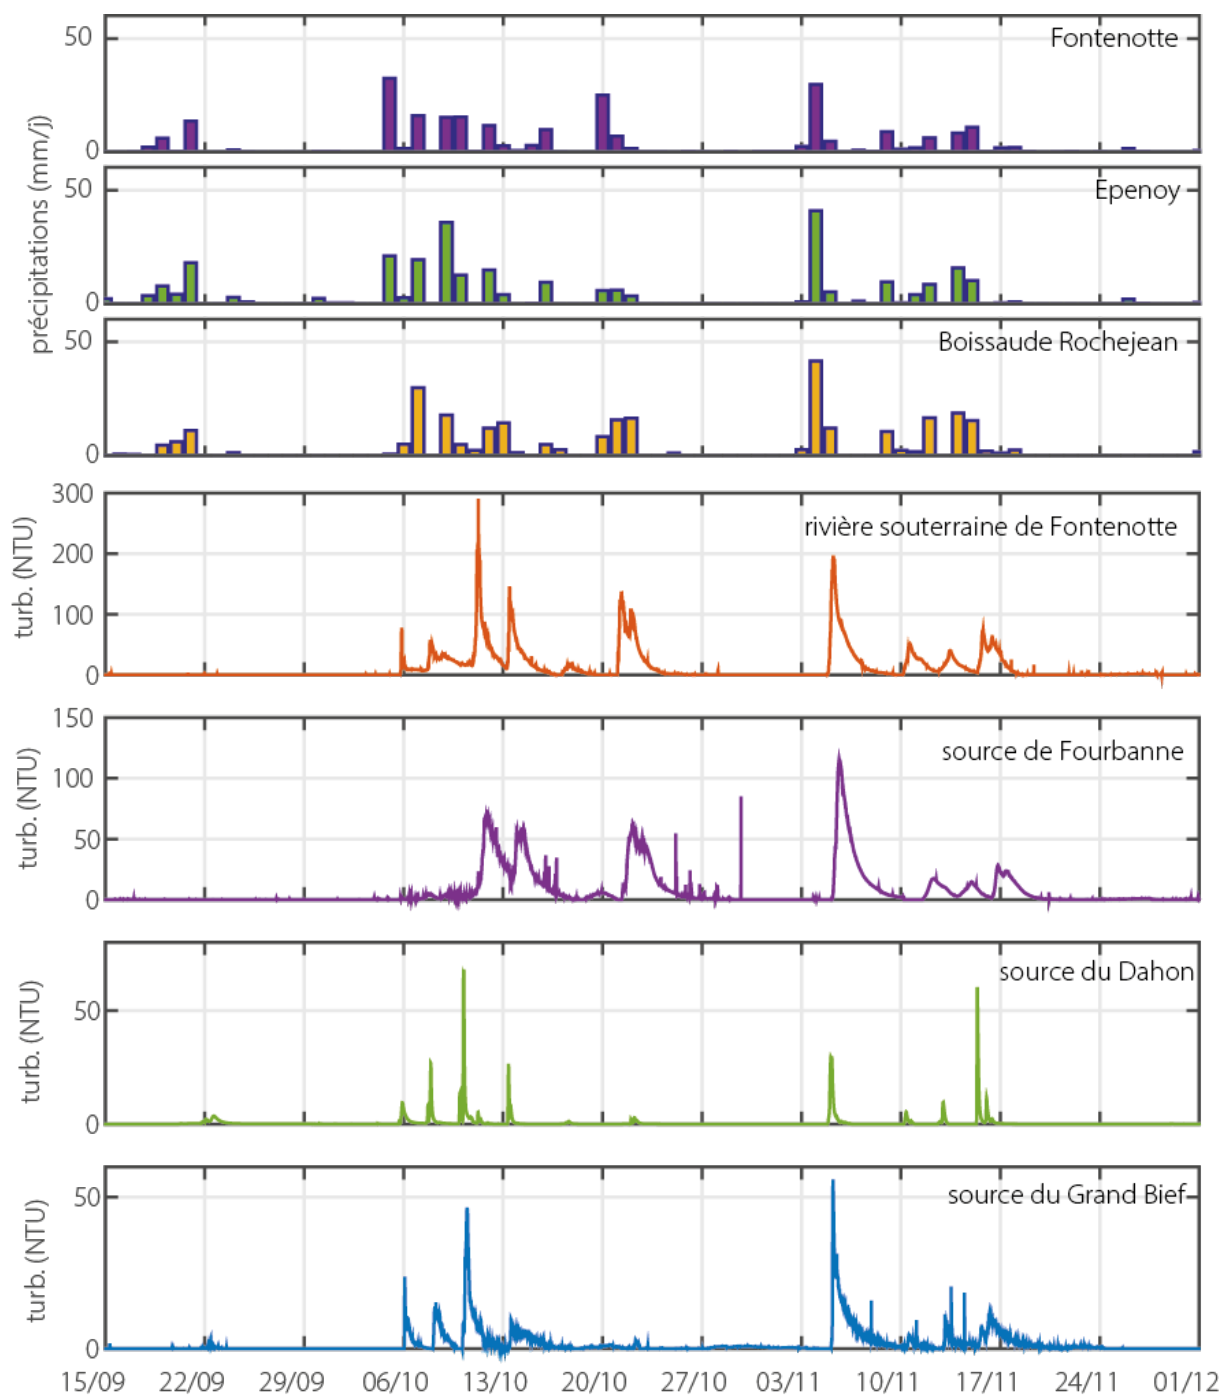 précipitations (mm/j)
50
0
Fontenotte
50
0
Epenoy
50
0
Boissaude Rochejean
turb. (NTU)
300
200
100
0
rivière souterraine de Fontenotte
turb. (NTU)
150
100
50
0
source de Fourbanne
turb. (NTU)
50
0
source du Dahon
turb. (NTU)
50
0
source du Grand Bief
15/09 22/09 29/09 06/10 13/10 20/10 27/10 03/11 10/11 17/11 24/11 01/12